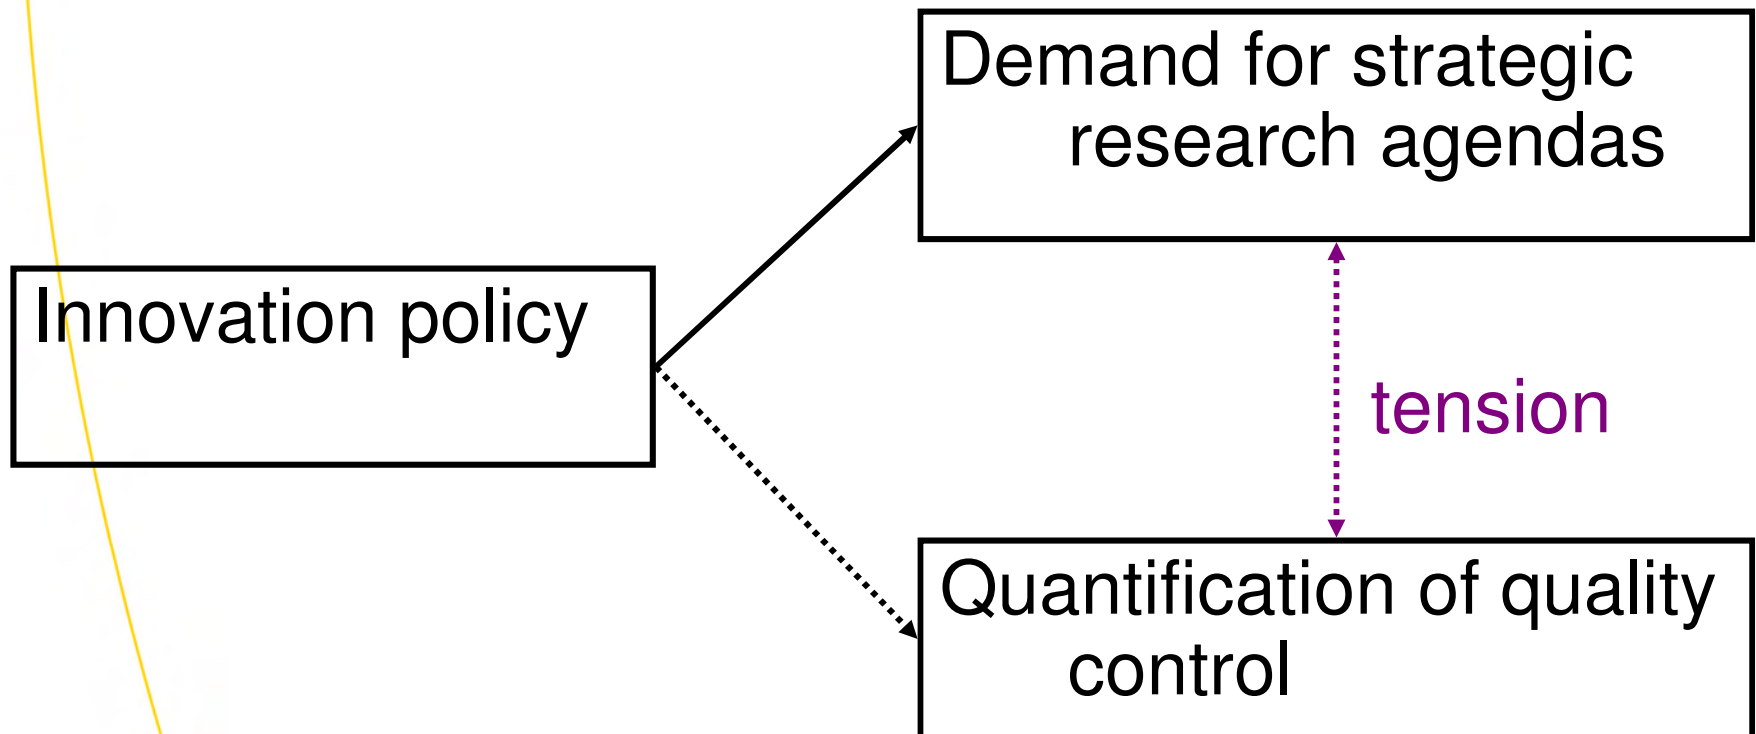 Demand for strategic
research agendas
Innovation policy
tension
Quantification of quality
control